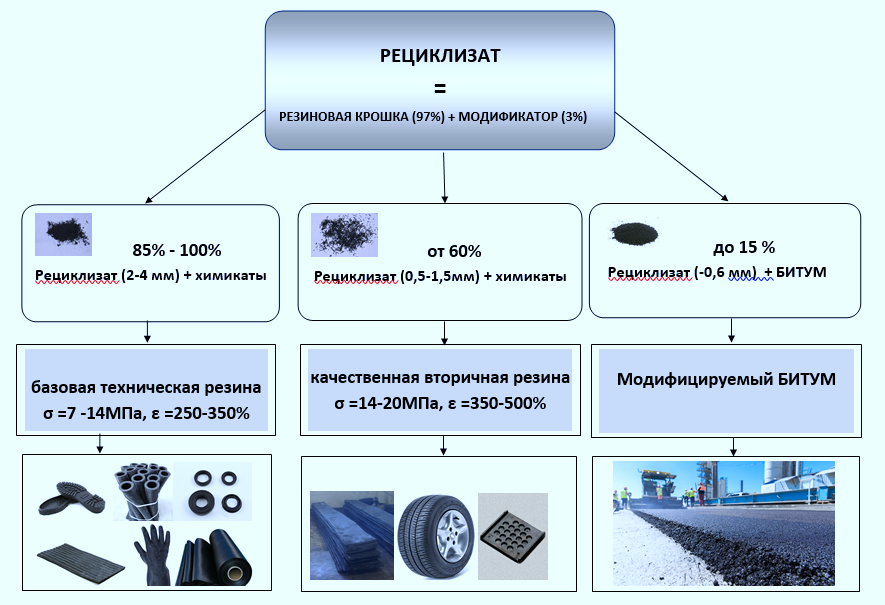 РЕЦИКЛИЗАТ
=
РЕЗИНОВАЯ КРОШКА (97%) + МОДИФИКАТОР (3%)
85% - 100%
Рециклизат (2-4 мм) + химикаты
от 60%
Рециклизат (0,5-1,5мм) + химикаты
до 15 %
Рециклизат (-0,6 мм) + БИТУМ
базовая техническая резина
σ =7 -14МПа, ε =250-350%
качественная вторичная резина
σ =14-20МПа, ε =350-500%
Модифицируемый БИТУМ